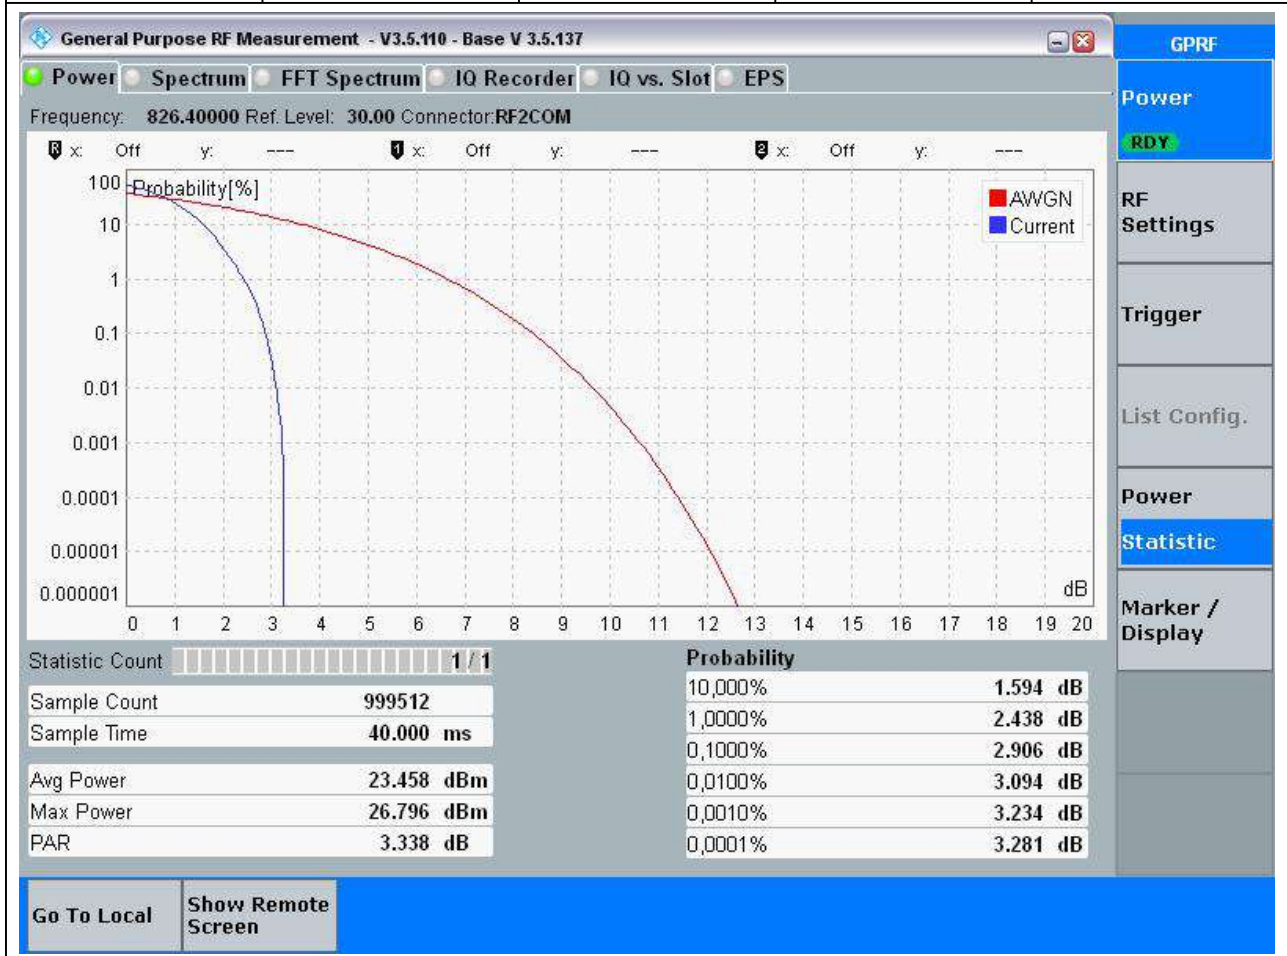 General Purpose RF Measurement - V3.5.110 - Base V 3.5.137
GPRF
Power Spectrum FFT Spectrum IQ Recorder IQ vs. Slot EPS
Frequency: 826.40000 Ref. Level: 30.00 Connector:RF2COM
R x: Off y: --- 1 x: Off y: --- 2 x: Off y: ---
Probability[%]
AWGN
Current
100
10
1
0.1
0.01
0.001
0.0001
0.00001
0.000001
dB
0 1 2 3 4 5 6 7 8 9 10 11 12 13 14 15 16 17 18 19 20
Statistic Count 1 / 1
Sample Count 999512
Sample Time 40.000 ms
Avg Power 23.458 dBm
Max Power 26.796 dBm
PAR 3.338 dB
Probability
10,000% 1.594 dB
1,0000% 2.438 dB
0,1000% 2.906 dB
0,0100% 3.094 dB
0,0010% 3.234 dB
0,0001% 3.281 dB
Power
RDY
RF
Settings
Trigger
List Config.
Power
Statistic
Marker /
Display
Go To Local
Show Remote
Screen